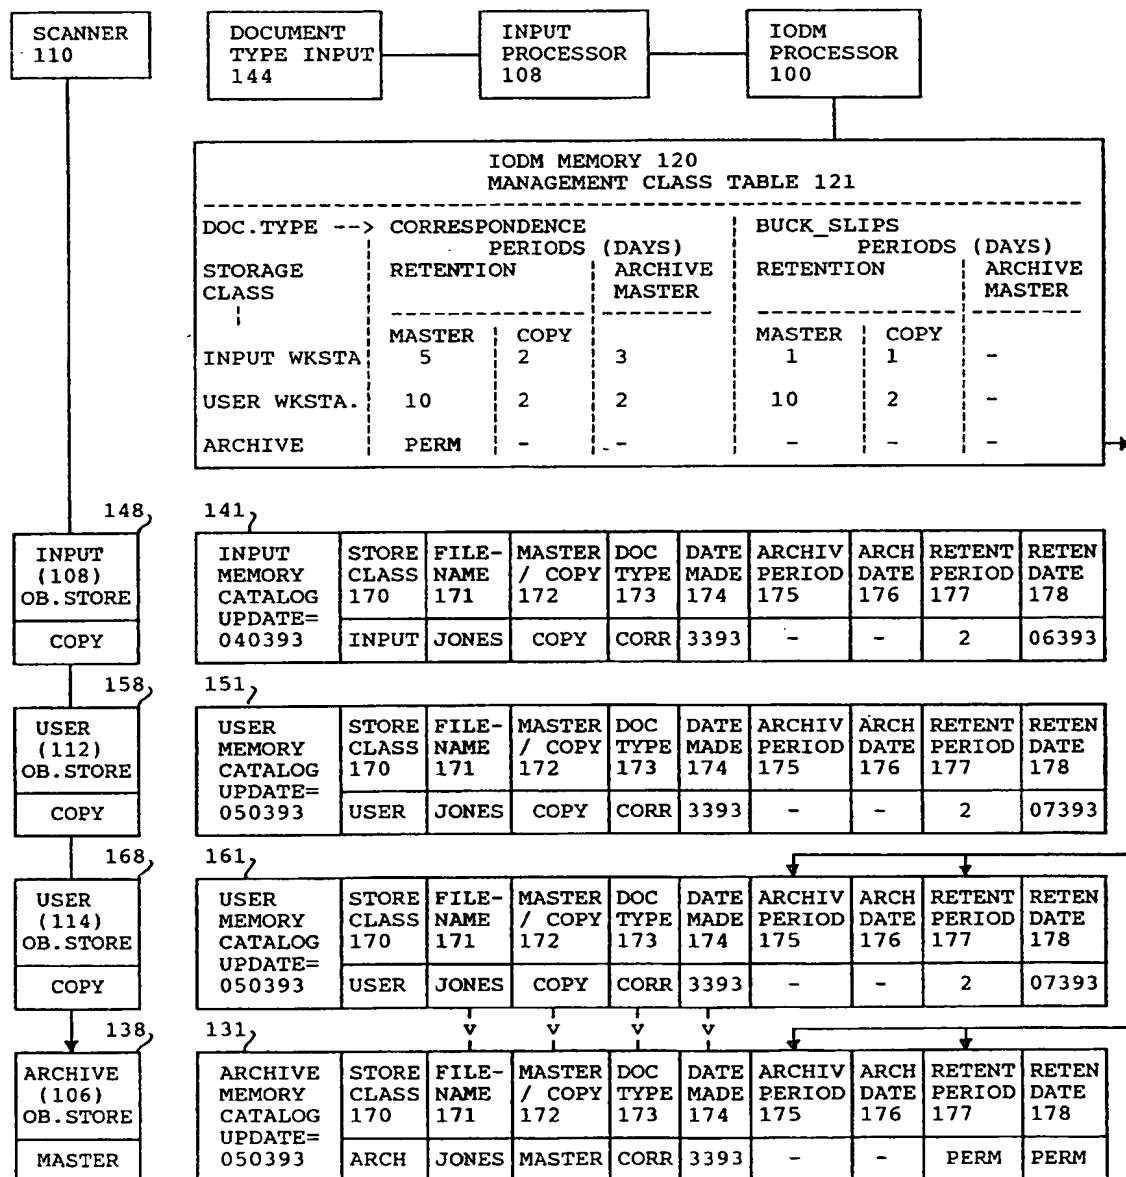 SCANNER
110
DOCUMENT
TYPE INPUT
144
INPUT
PROCESSOR
108
IODM
PROCESSOR
100
IODM MEMORY 120
MANAGEMENT CLASS TABLE 121
DOC.TYPE --> CORRESPONDENCE BUCK_SLIPS
PERIODS (DAYS) PERIODS (DAYS)
STORAGE RETENTION ARCHIVE RETENTION ARCHIVE
CLASS MASTER MASTER
MASTER COPY MASTER COPY
INPUT WKSTA 5 2 3 1 1 -
USER WKSTA. 10 2 2 10 2 -
ARCHIVE PERM - - - - -
148
INPUT
(108)
OB.STORE
COPY
141
INPUT STORE FILE- MASTER DOC DATE ARCHIV ARCH RETENT RETEN
MEMORY CLASS NAME / COPY TYPE MADE PERIOD DATE PERIOD DATE
CATALOG 170 171 172 173 174 175 176 177 178
UPDATE=
040393 INPUT JONES COPY CORR 3393 - - 2 06393
158
USER
(112)
OB.STORE
COPY
151
USER STORE FILE- MASTER DOC DATE ARCHIV ARCH RETENT RETEN
MEMORY CLASS NAME / COPY TYPE MADE PERIOD DATE PERIOD DATE
CATALOG 170 171 172 173 174 175 176 177 178
UPDATE=
050393 USER JONES COPY CORR 3393 - - 2 07393
168
USER
(114)
OB.STORE
COPY
161
USER STORE FILE- MASTER DOC DATE ARCHIV ARCH RETENT RETEN
MEMORY CLASS NAME / COPY TYPE MADE PERIOD DATE PERIOD DATE
CATALOG 170 171 172 173 174 175 176 177 178
UPDATE=
050393 USER JONES COPY CORR 3393 - - 2 07393
138
ARCHIVE
(106)
OB.STORE
MASTER
131
ARCHIVE STORE FILE- MASTER DOC DATE ARCHIV ARCH RETENT RETEN
MEMORY CLASS NAME / COPY TYPE MADE PERIOD DATE PERIOD DATE
CATALOG 170 171 172 173 174 175 176 177 178
UPDATE=
050393 ARCH JONES MASTER CORR 3393 - - PERM PERM